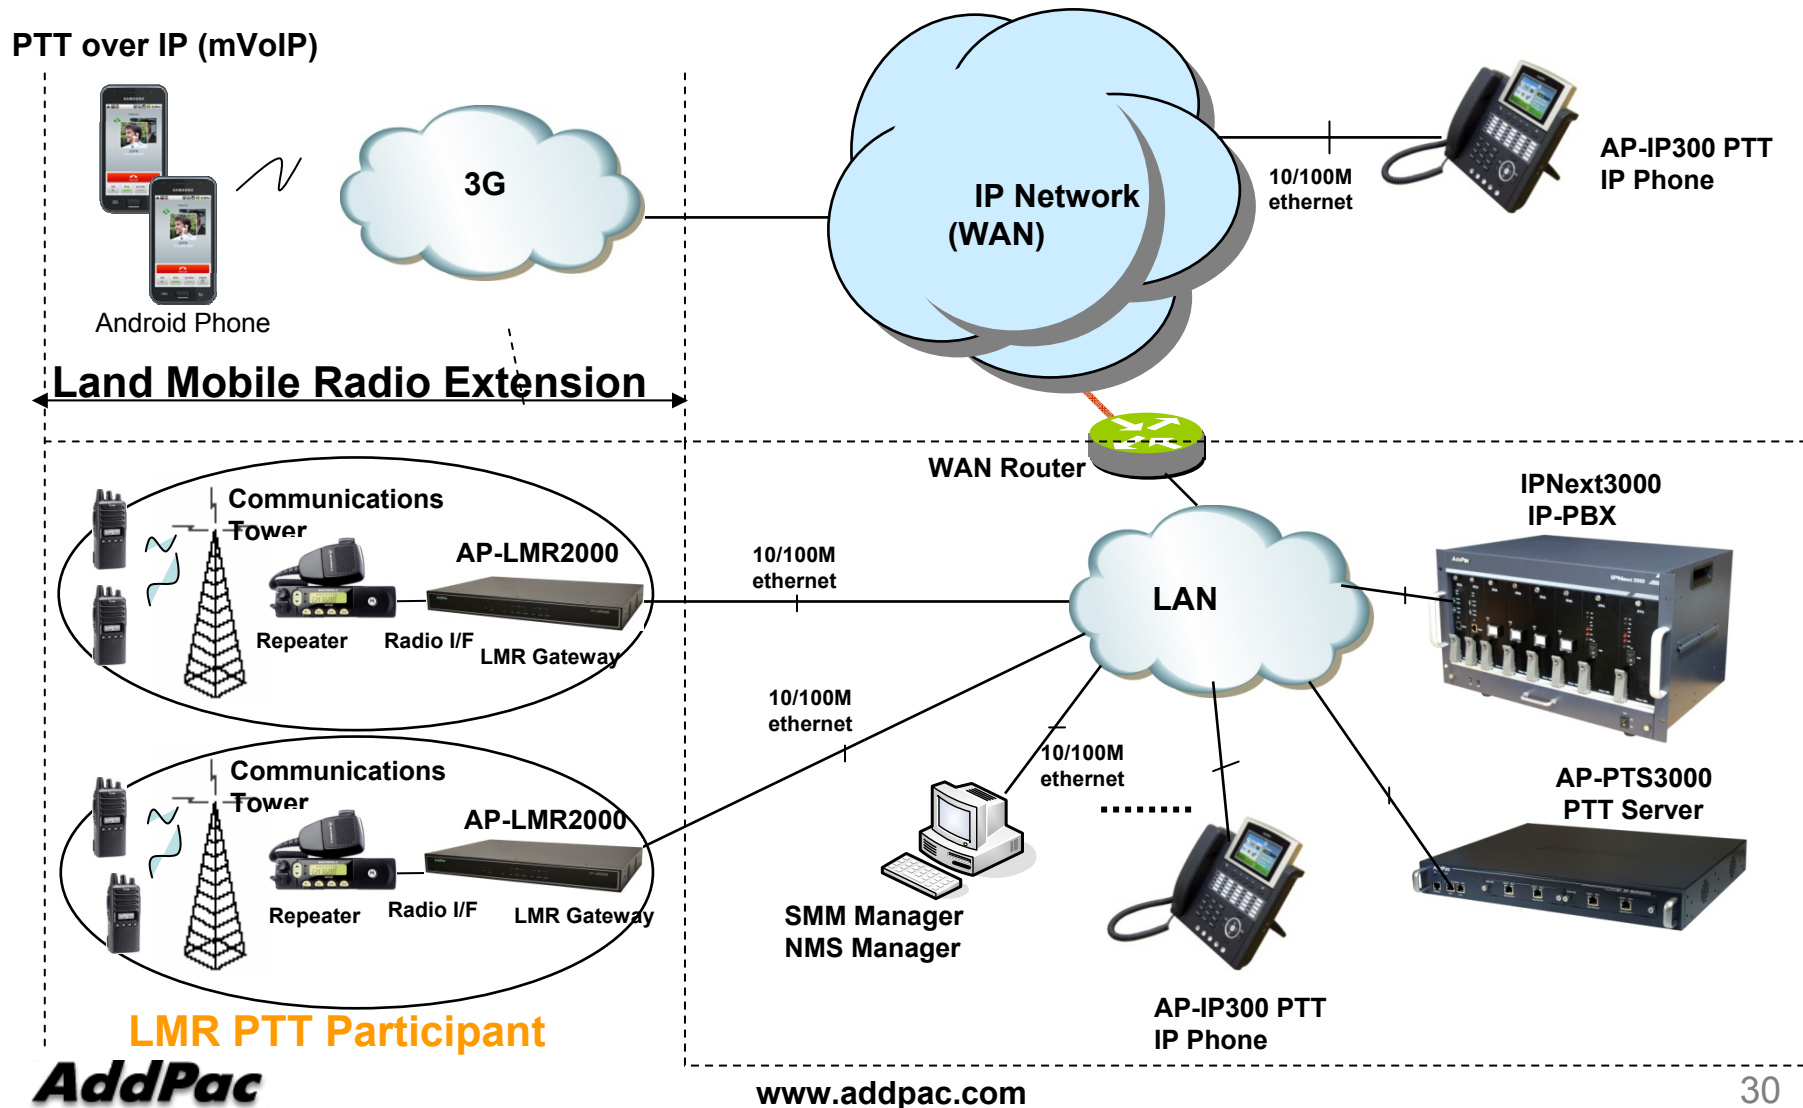 PTT over IP (mVoIP)
3G
IP Network
(WAN)
10/100M
ethernet
AP-IP300 PTT
IP Phone
Android Phone
Land Mobile Radio Extension
WAN Router
Communications
Tower
AP-LMR2000
Repeater
Radio I/F
LMR Gateway
10/100M
ethernet
LAN
IPNext3000
IP-PBX
10/100M
ethernet
10/100M
ethernet
Communications
Tower
AP-LMR2000
Repeater
Radio I/F
LMR Gateway
SMM Manager
NMS Manager
AP-PTS3000
PTT Server
AP-IP300 PTT
IP Phone
LMR PTT Participant
AddPac
www.addpac.com
30